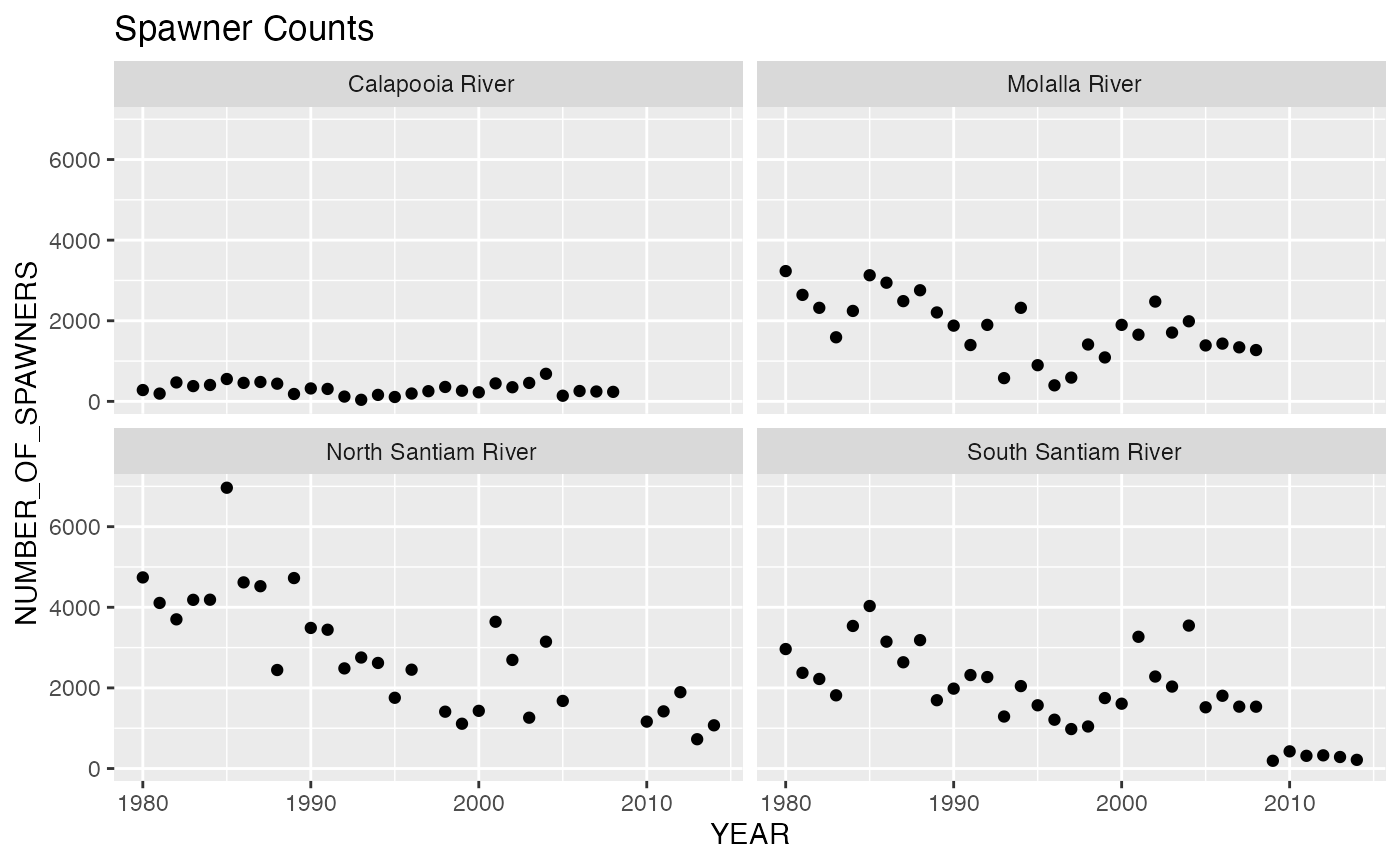 Spawner Counts
Calapooia River
Molalla River
6000
4000
2000
0
North Santiam River
South Santiam River
6000
4000
2000
0
NUMBER_OF_SPAWNERS
1980 1990 2000 2010
1980 1990 2000 2010
YEAR